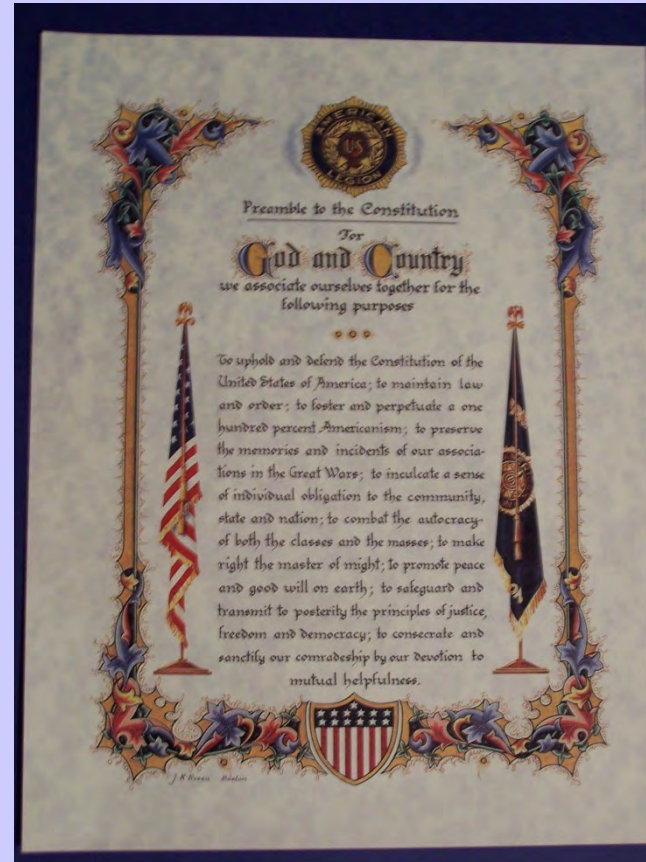 AMERICAN
US
LEGION
Preamble to the Constitution
For
God and Country
we associate ourselves together for the
following purposes
To uphold and defend the Constitution of the
United States of America; to maintain law
and order; to foster and perpetuate a one
hundred percent Americanism; to preserve
the memories and incidents of our associa-
tions in the Great Wars; to inculcate a sense
of individual obligation to the community,
state and nation; to combat the autocracy
of both the classes and the masses; to make
right the master of might; to promote peace
and good will on earth; to safeguard and
transmit to posterity the principles of justice,
freedom and democracy; to consecrate and
sanctify our comradeship by our devotion to
mutual helpfulness.
Boston